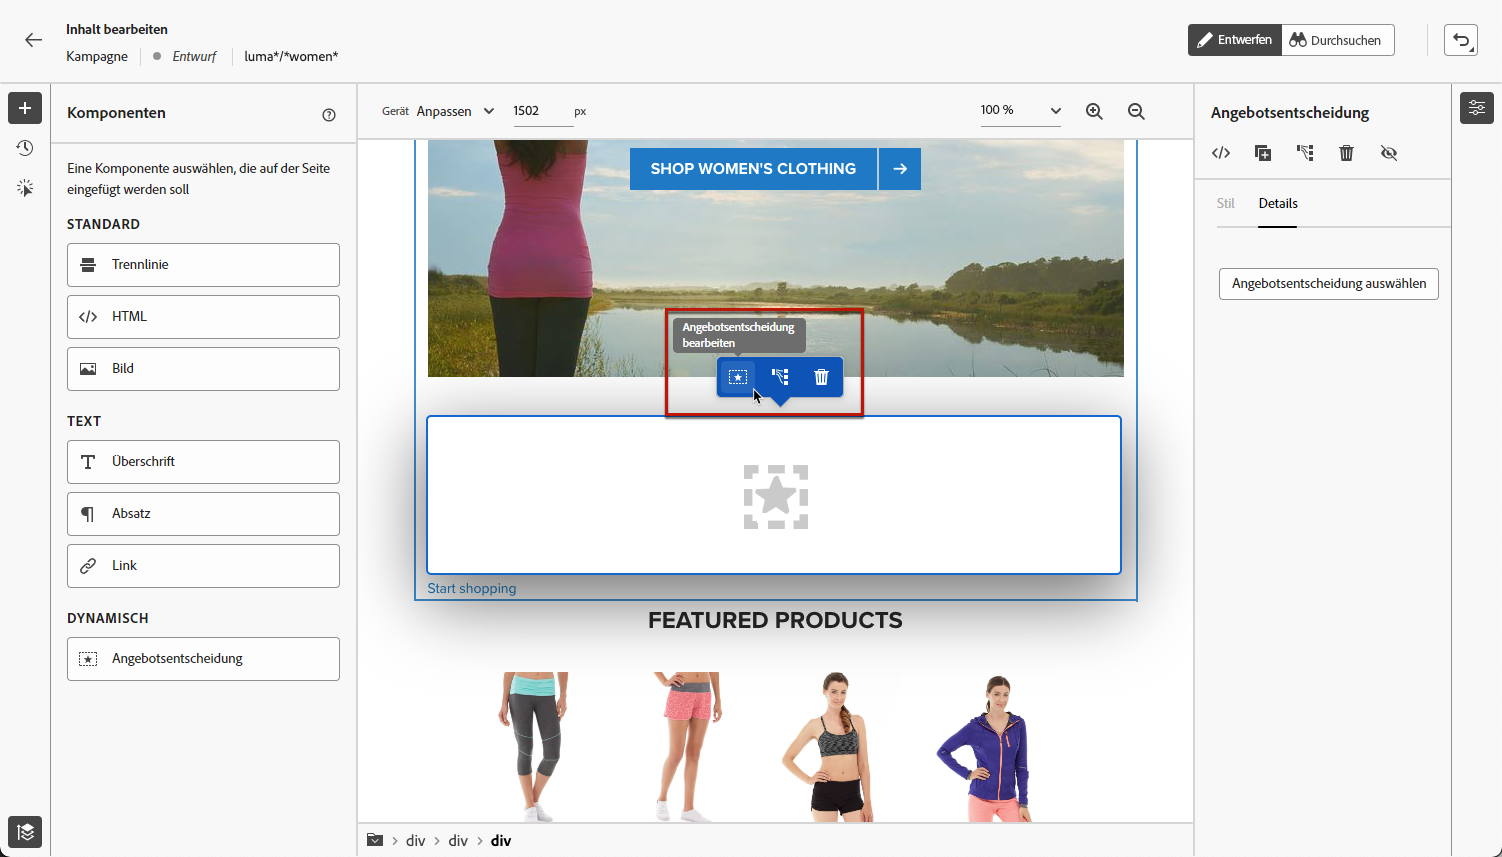 Inhalt bearbeiten
Kampagne
Entwurf
luma*/*women*
Entwerfen
Durchsuchen
Komponenten
Eine Komponente auswählen, die auf der Seite
eingefügt werden soll
STANDARD
Trennlinie
HTML
Bild
TEXT
Überschrift
Absatz
Link
DYNAMISCH
Angebotsentscheidung
Gerät Anpassen 1502 px
100 %
SHOP WOMEN'S CLOTHING
Angebotsentscheidung
bearbeiten
Start shopping
FEATURED PRODUCTS
div > div > div
Angebotsentscheidung
Stil
Details
Angebotsentscheidung auswählen